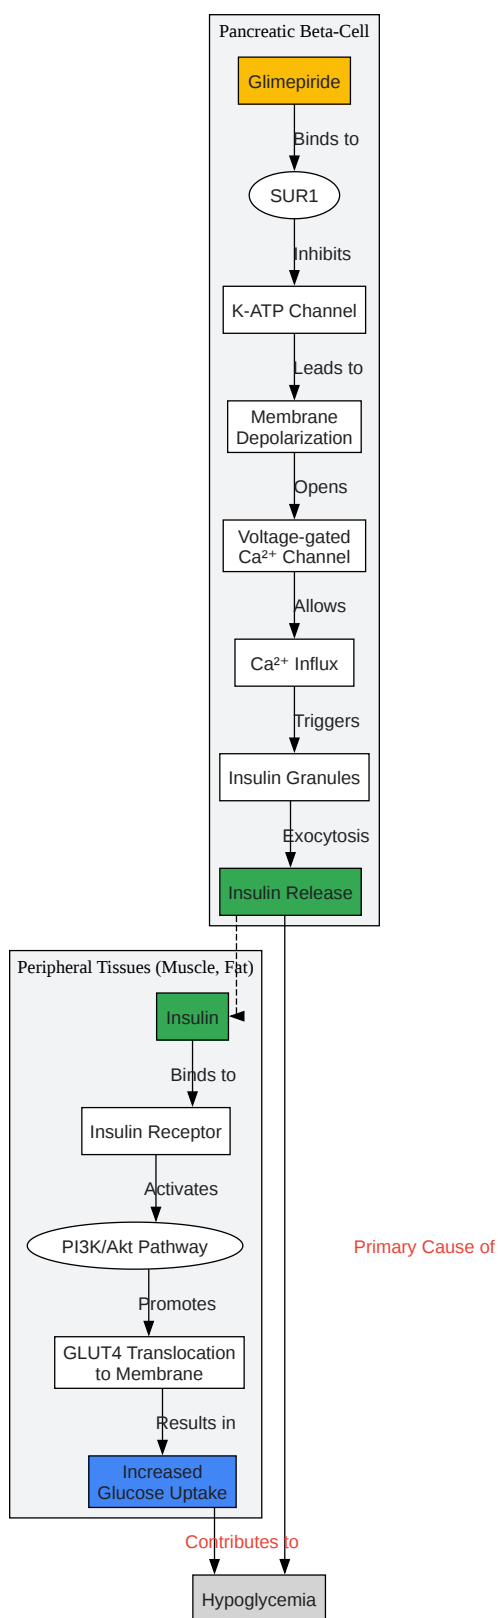 Pancreatic Beta-Cell
Glimepiride
Binds to
SUR1
Inhibits
K-ATP Channel
Leads to
Membrane
Depolarization
Opens
Voltage-gated
Ca²⁺ Channel
Allows
Ca²⁺ Influx
Triggers
Insulin Granules
Exocytosis
Insulin Release
Peripheral Tissues (Muscle, Fat)
Insulin
Binds to
Insulin Receptor
Activates
PI3K/Akt Pathway
Primary Cause of
Promotes
GLUT4 Translocation
to Membrane
Results in
Increased
Glucose Uptake
Contributes to
Hypoglycemia